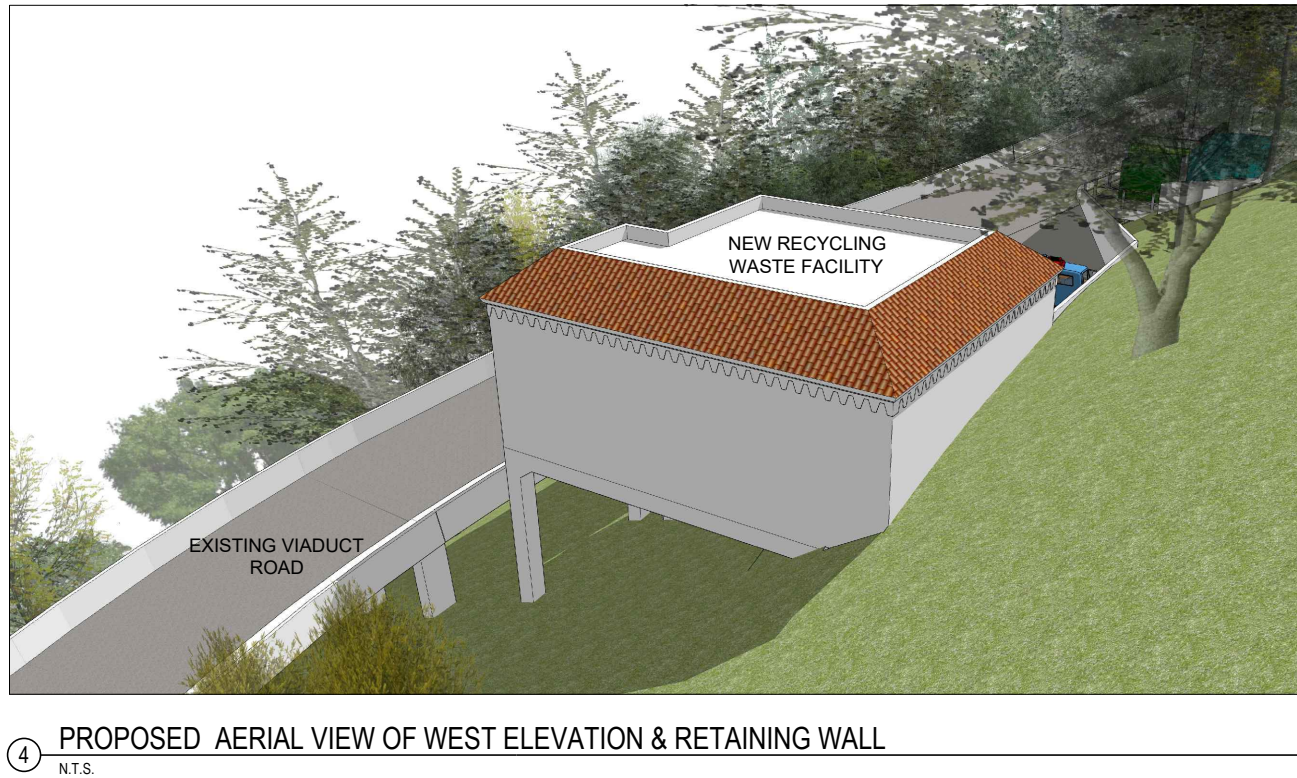 NEW RECYCLING
WASTE FACILITY
EXISTING VIADUCT
ROAD
4
PROPOSED AERIAL VIEW OF WEST ELEVATION & RETAINING WALL
N.T.S.